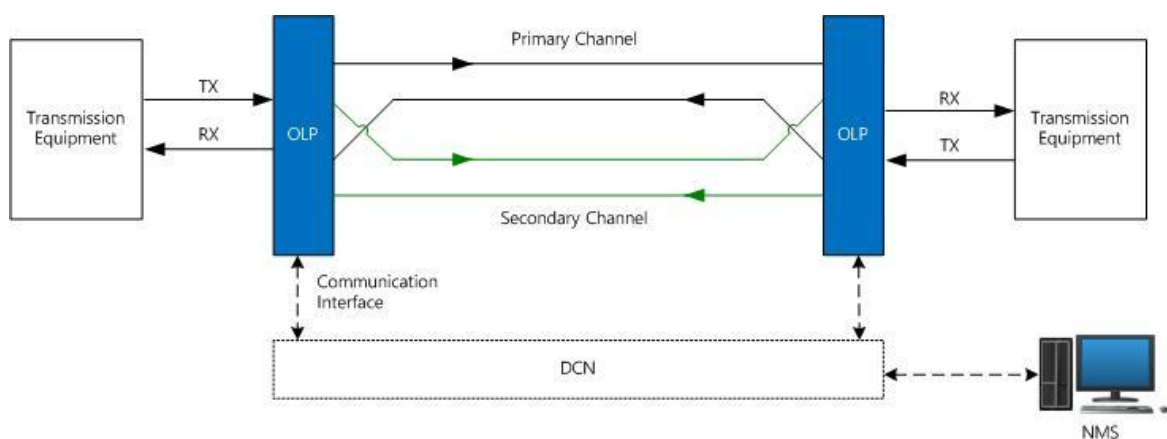 Primary Channel
TX
RX
Transmission
Equipment
RX
OLP
OLP
TX
Transmission
Equipment
Secondary Channel
Communication
Interface
DCN
NMS